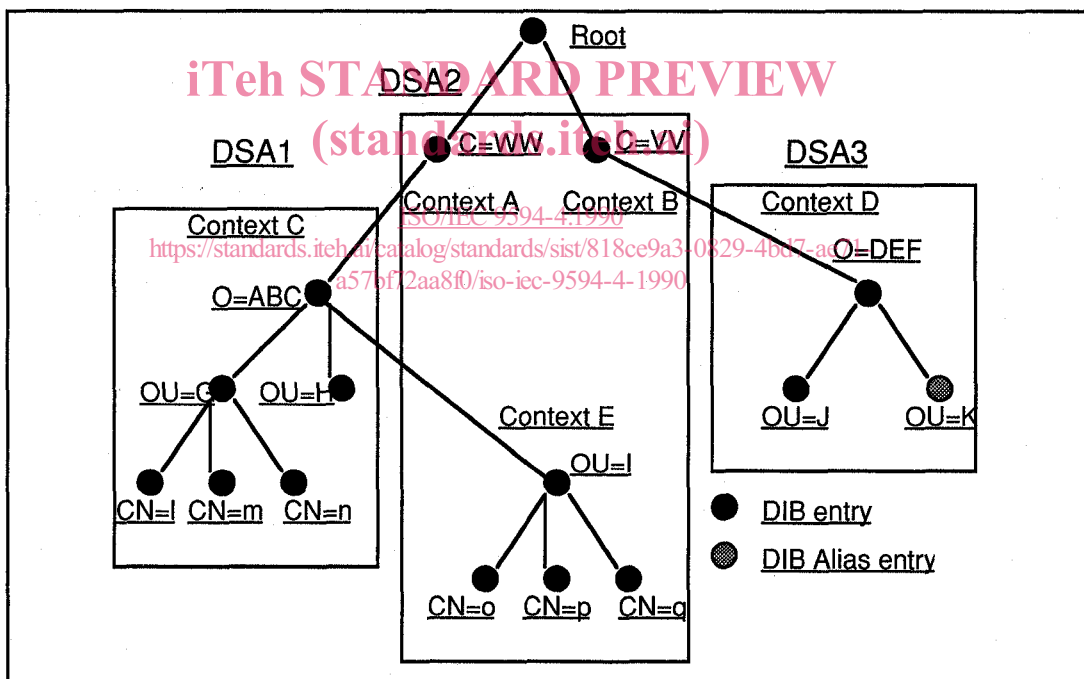 Root
iTeh STANDARD PREVIEW
DSA2
(standards.iteh.ai)
DSA1
C=WW
C=VV
DSA3
Context A
Context B
Context D
ISO/IEC 9594-4:1990
Context C
https://standards.iteh.ai/catalog/standards/sist/818ce9a3-0829-4bd7-ae71-
O=DEF
a57bf72aa8f0/iso-iec-9594-4-1990
O=ABC
OU=G
OU=H
OU=J
OU=K
Context E
OU=I
CN=l
CN=m
CN=n
DIB entry
DIB Alias entry
CN=o
CN=p
CN=q